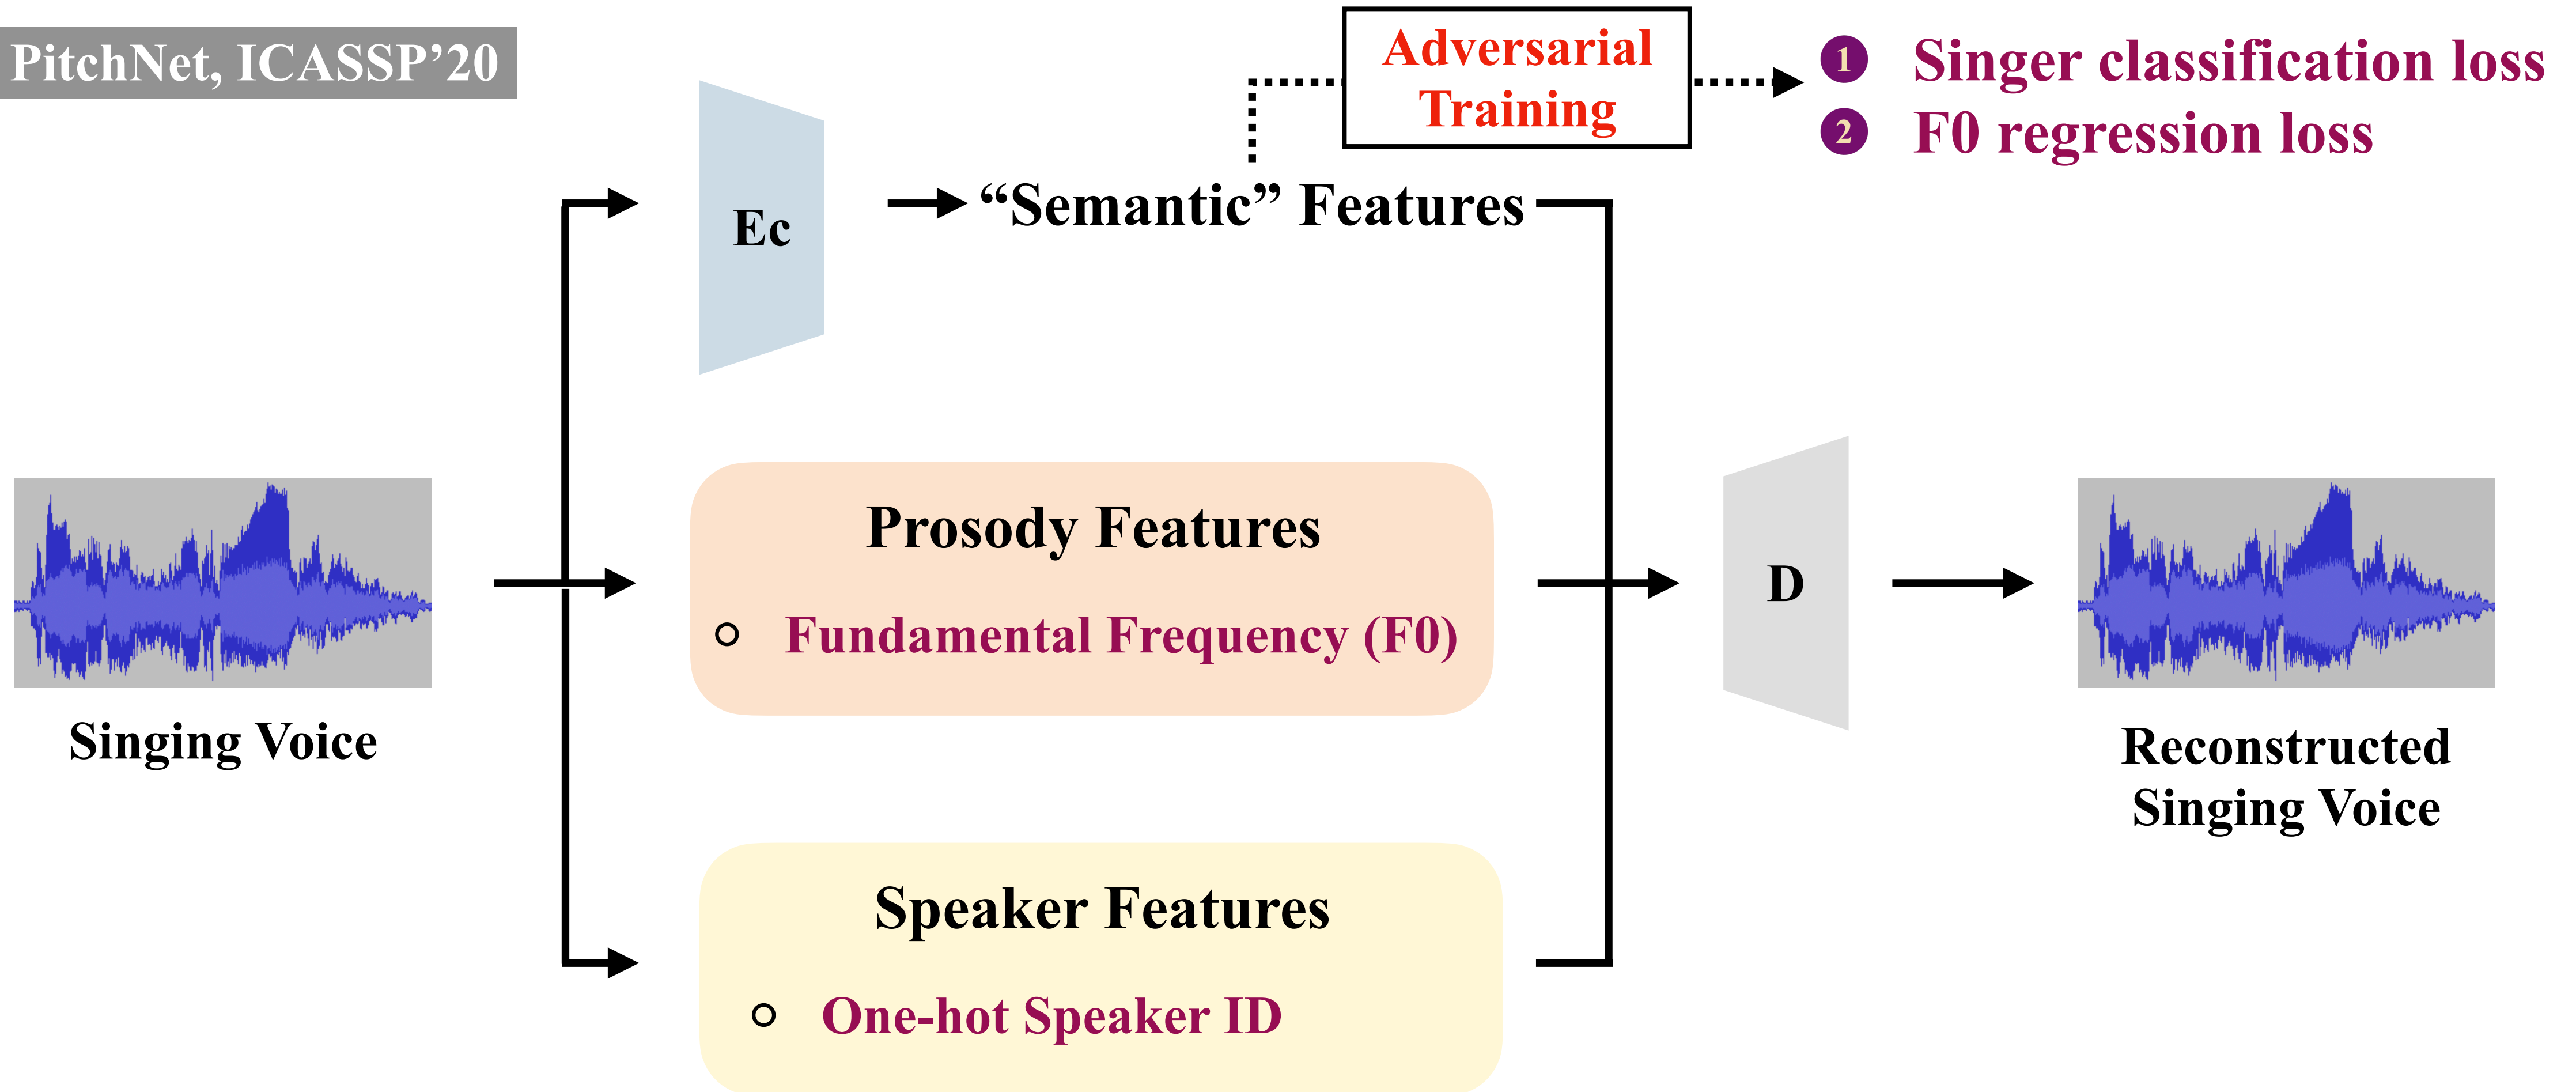 PitchNet, ICASSP’20
Adversarial
Training
1 Singer classification loss
2 F0 regression loss
Ec
“Semantic” Features
Prosody Features
Fundamental Frequency (F0)
D
Singing Voice
Reconstructed
Singing Voice
Speaker Features
One-hot Speaker ID